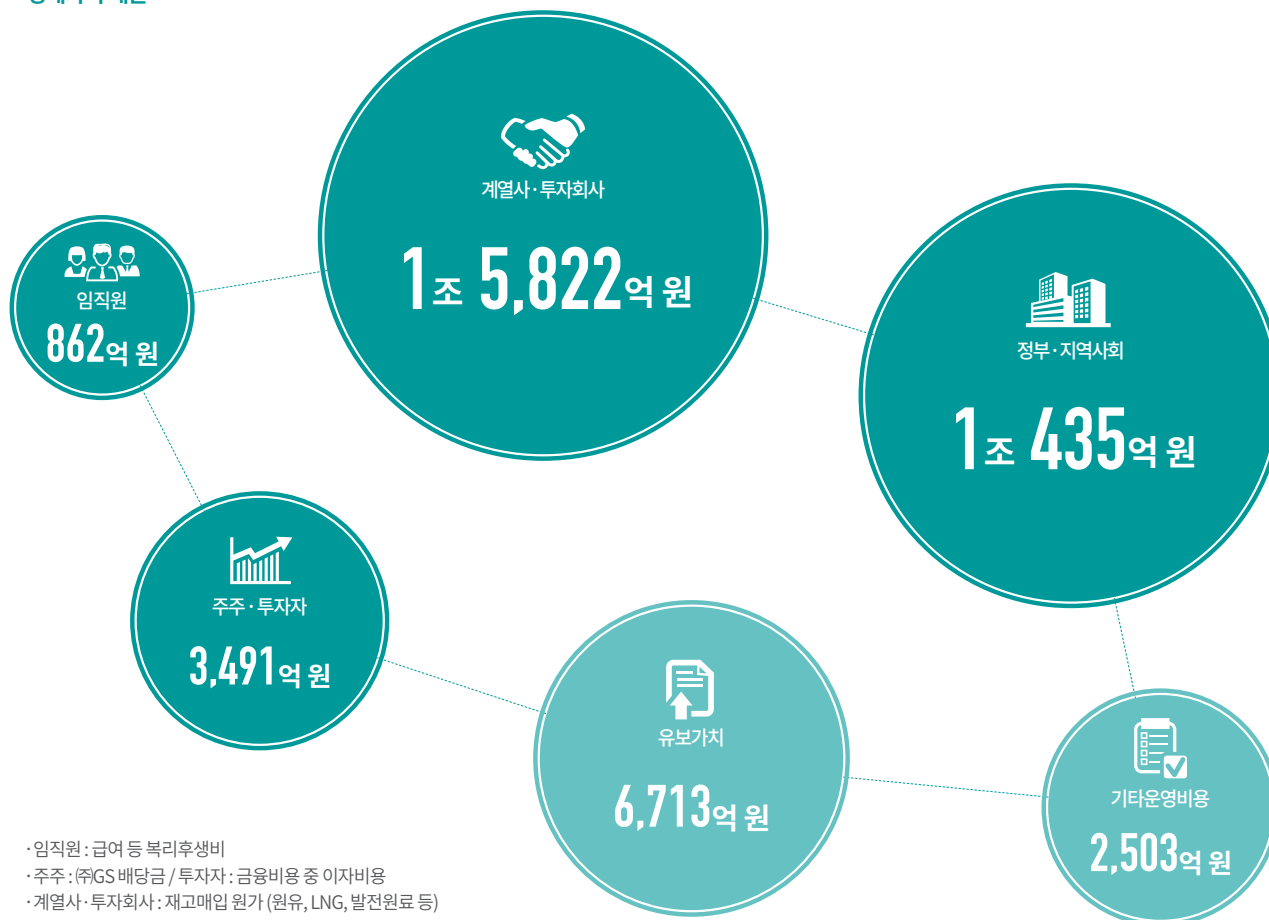 계열사·투자회사
1조 5,822억 원
임직원
862억 원
정부·지역사회
1조 435억 원
주주·투자자
3,491억 원
유보가치
6,713억 원
기타운영비용
2,503억 원
·임직원 : 급여 등 복리후생비
·주주 : ㈜GS 배당금 / 투자자 : 금융비용 중 이자비용
·계열사·투자회사 : 재고매입 원가 (원유, LNG, 발전원료 등)